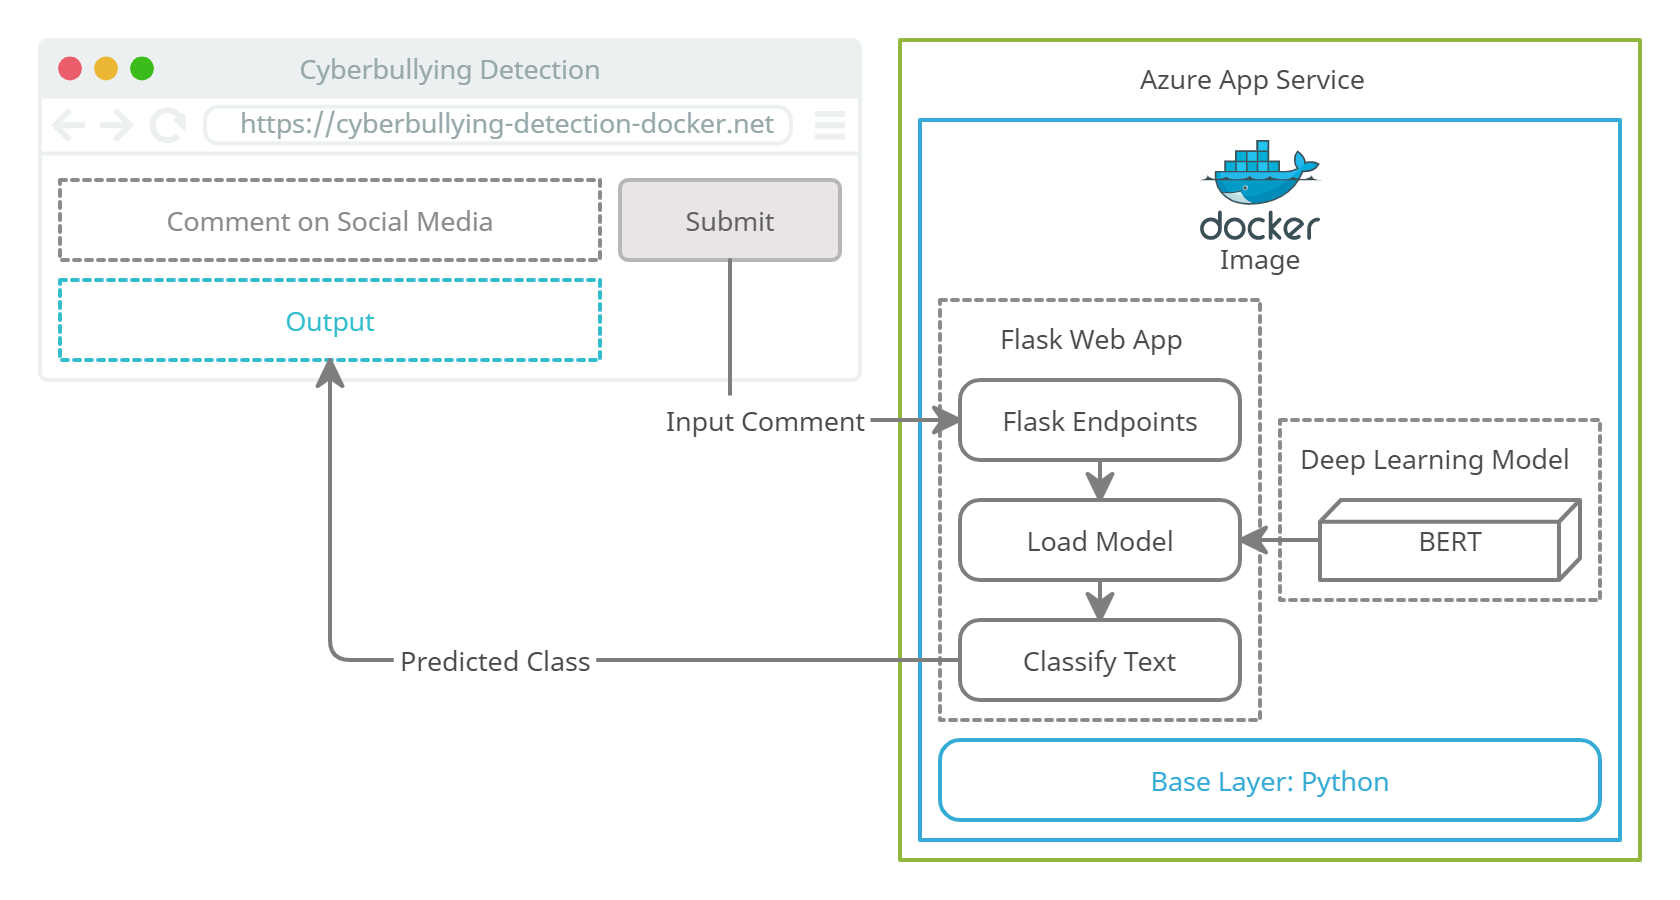 Cyberbullying Detection
https://cyberbullying-detection-docker.net
Comment on Social Media
Submit
Output
Input Comment
Predicted Class
Azure App Service
docker
Image
Flask Web App
Flask Endpoints
Load Model
Classify Text
Deep Learning Model
BERT
Base Layer: Python